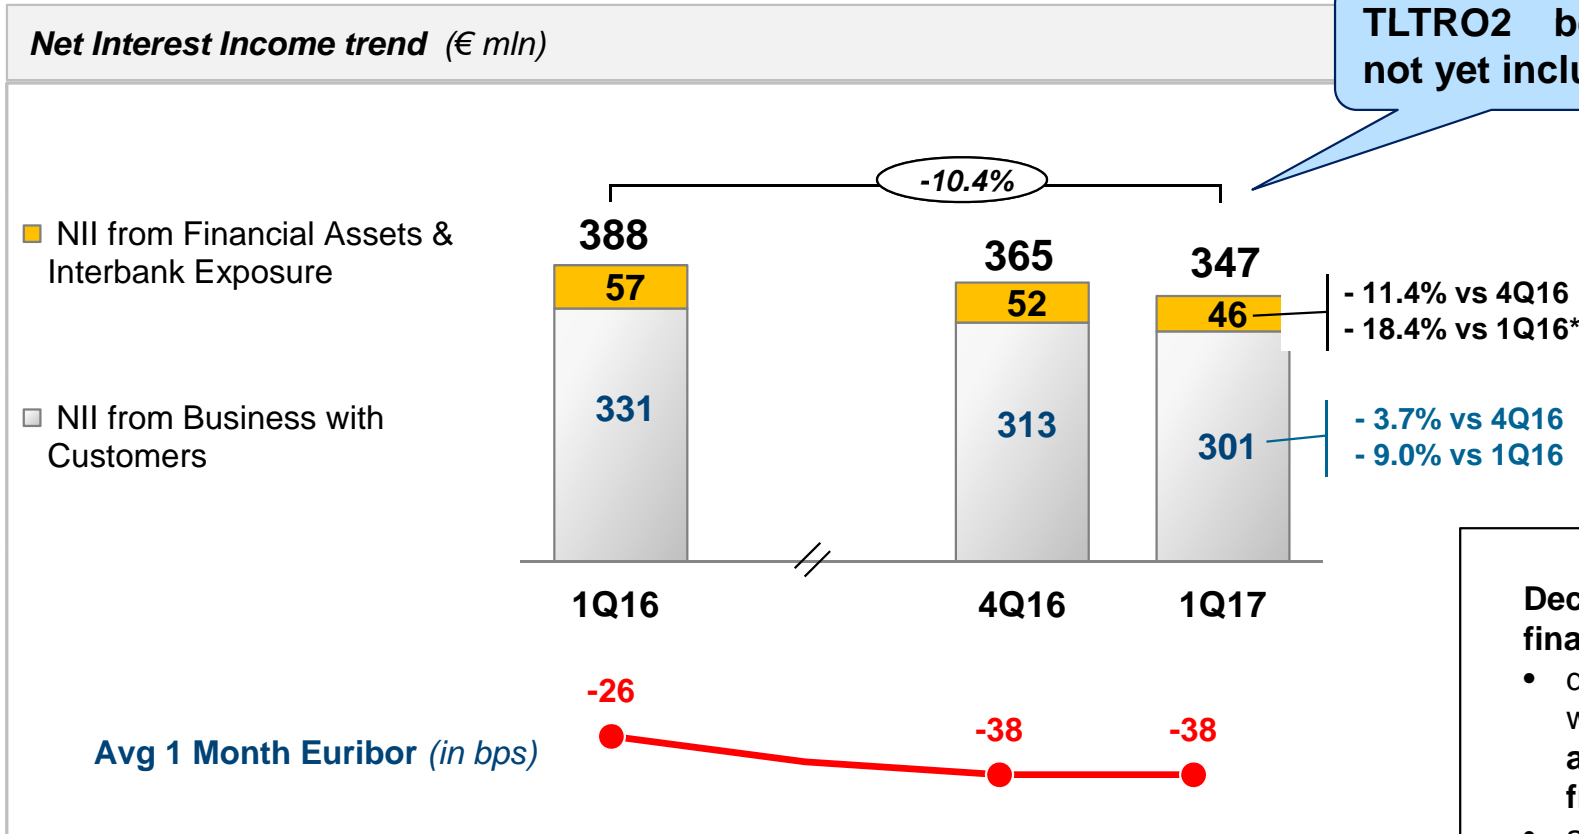 Net Interest Income trend (€ mln)
TLTRO2
not yet
-10.4%
NII from Financial Assets &
Interbank Exposure
388
57
365
52
347
46
- 11.4% vs 4Q16
- 18.4% vs 1Q16*
NII from Business with
Customers
331
313
301
- 3.7% vs 4Q16
- 9.0% vs 1Q16
1Q16
4Q16
1Q17
-26
-38
-38
Avg 1 Month Euribor (in bps)